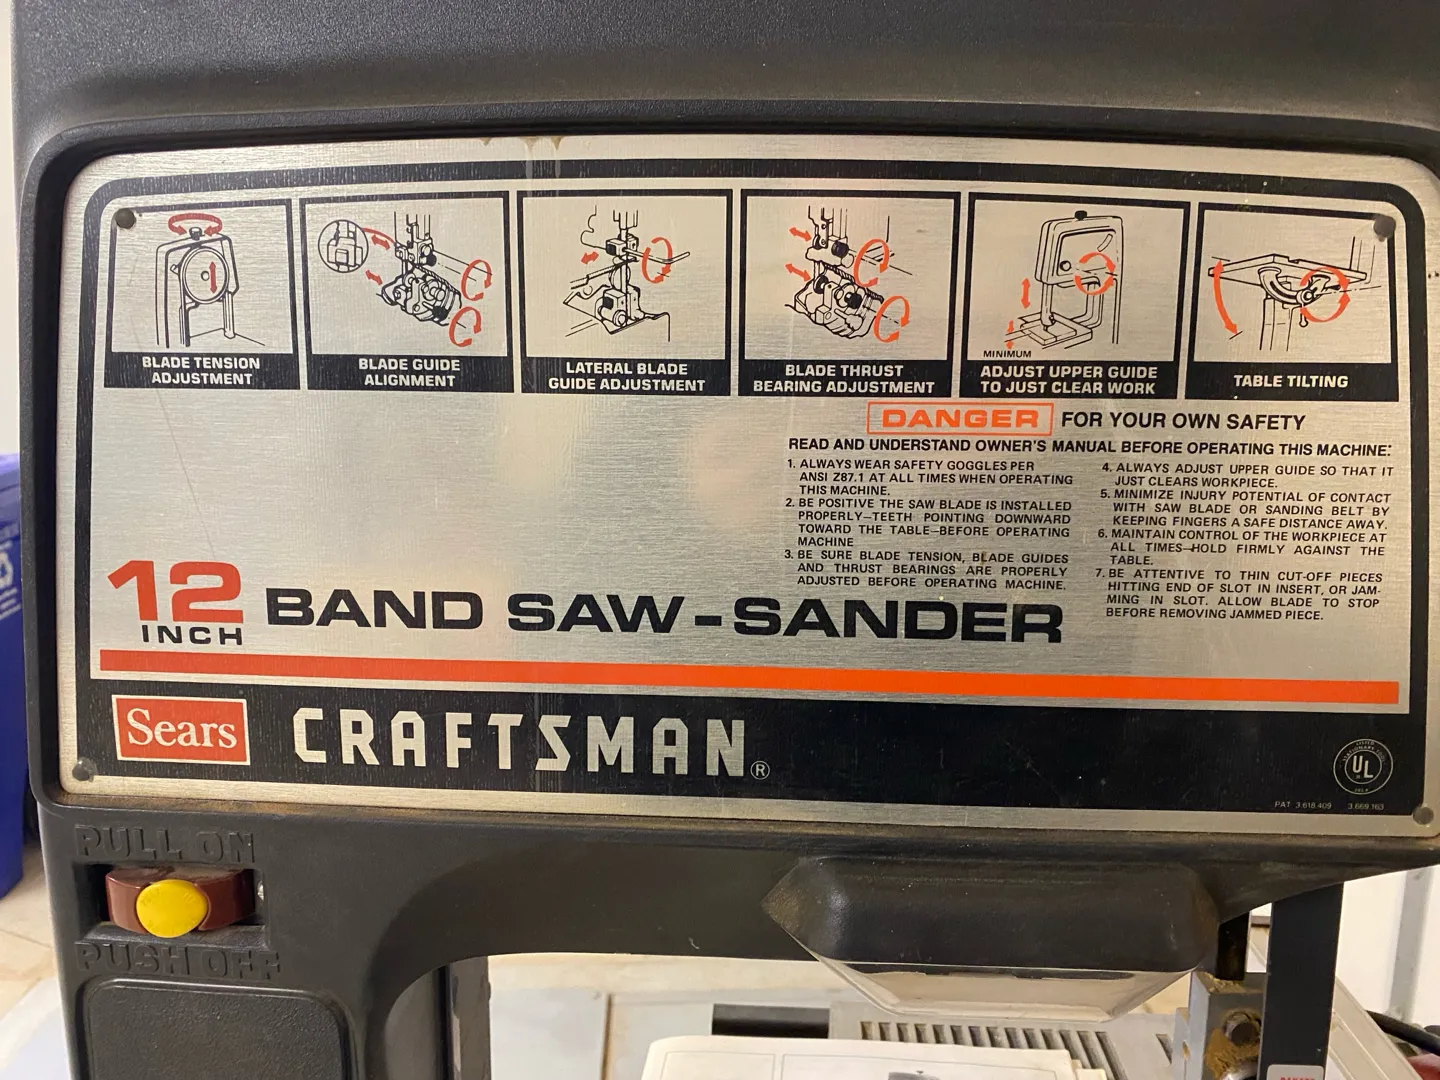 BLADE TENSION
ADJUSTMENT
BLADE GUIDE
ALIGNMENT
LATERAL BLADE
GUIDE ADJUSTMENT
BLADE THRUST
BEARING ADJUSTMENT
MINIMUM
ADJUST UPPER GUIDE
TO JUST CLEAR WORK
TABLE TILTING
DANGER FOR YOUR OWN SAFETY
READ AND UNDERSTAND OWNER'S MANUAL BEFORE OPERATING THIS MACHINE:
1. ALWAYS WEAR SAFETY GOGGLES PER
ANSI Z87.1 AT ALL TIMES WHEN OPERATING
THIS MACHINE.
2. BE POSITIVE THE SAW BLADE IS INSTALLED
PROPERLY—TEETH POINTING DOWNWARD
TOWARD THE TABLE—BEFORE OPERATING
MACHINE
3. BE SURE BLADE TENSION, BLADE GUIDES
AND THRUST BEARINGS ARE PROPERLY
ADJUSTED BEFORE OPERATING MACHINE.
4. ALWAYS ADJUST UPPER GUIDE SO THAT IT
JUST CLEARS WORKPIECE.
5. MINIMIZE INJURY POTENTIAL OF CONTACT
WITH SAW BLADE OR SANDING BELT BY
KEEPING FINGERS A SAFE DISTANCE AWAY.
6. MAINTAIN CONTROL OF THE WORKPIECE AT
ALL TIMES—HOLD FIRMLY AGAINST THE
TABLE.
7. BE ATTENTIVE TO THIN CUT-OFF PIECES
HITTING END OF SLOT IN INSERT, OR JAM-
MING IN SLOT. ALLOW BLADE TO STOP
BEFORE REMOVING JAMMED PIECE.
12
INCH
BAND SAW-SANDER
Sears
CRAFTSMAN®
LISTED
UL
PAT 3 618 409 3 669 163
PULL ON
PUSH OFF